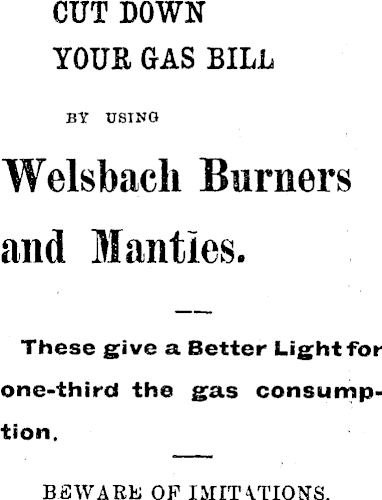 CUT DOWN
YOUR GAS BILL
BY USING
Welsbach Burners
and Mantles.
These give a Better Light for
one-third the gas consump-
tion.
BEWARE OF IMITATIONS.